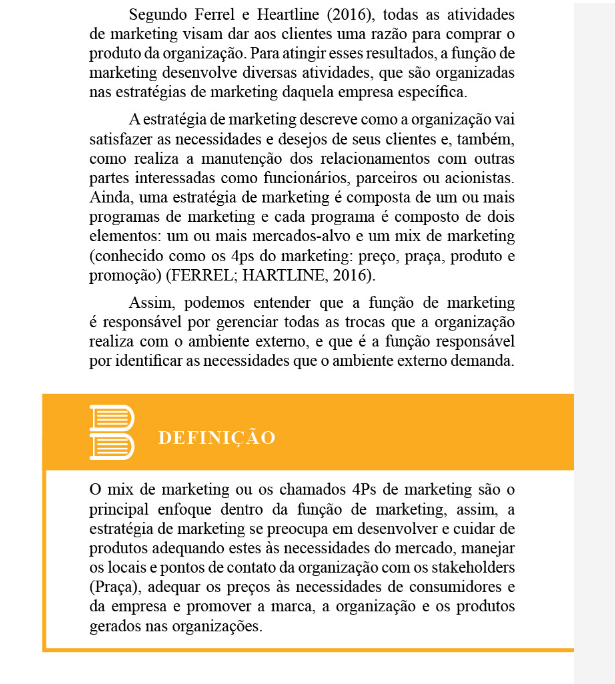 Segundo Ferrel e Heartline (2016), todas as atividades
de marketing visam dar aos clientes uma razão para comprar o
produto da organização. Para atingir esses resultados, a função de
marketing desenvolve diversas atividades, que são organizadas
nas estratégias de marketing daquela empresa específica.
A estratégia de marketing descreve como a organização vai
satisfazer as necessidades e desejos de seus clientes e, também,
como realiza a manutenção dos relacionamentos com outras
partes interessadas como funcionários, parceiros ou acionistas.
Ainda, uma estratégia de marketing é composta de um ou mais
programas de marketing e cada programa é composto de dois
elementos: um ou mais mercados-alvo e um mix de marketing
(conhecido como os 4ps do marketing: preço, praça, produto e
promoção) (FERREL; HARTLINE, 2016).
Assim, podemos entender que a função de marketing
é responsável por gerenciar todas as trocas que a organização
realiza com o ambiente externo, e que é a função responsável
por identificar as necessidades que o ambiente externo demanda.
DEFINIÇÃO
O mix de marketing ou os chamados 4Ps de marketing são o
principal enfoque dentro da função de marketing, assim, a
estratégia de marketing se preocupa em desenvolver e cuidar de
produtos adequando estes às necessidades do mercado, manejar
os locais e pontos de contato da organização com os stakeholders
(Praça), adequar os preços às necessidades de consumidores e
da empresa e promover a marca, a organização e os produtos
gerados nas organizações.